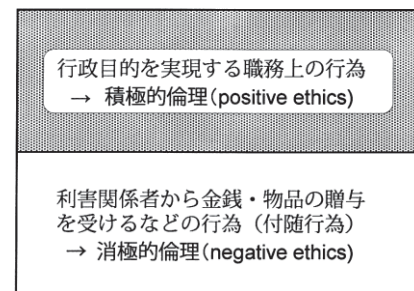 行政目的を実現する職務上の行為
→ 積極的倫理(positive ethics)
利害関係者から金銭・物品の贈与
を受けるなどの行為（付随行為）
→ 消極的倫理(negative ethics)